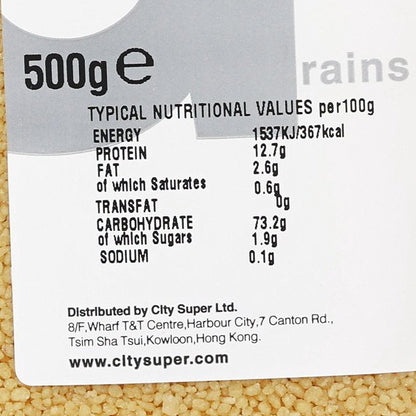 500g e
rains
TYPICAL NUTRITIONAL VALUES per100g
ENERGY 1537KJ/367kcal
PROTEIN 12.7g
FAT 2.6g
of which Saturates 0.6g
TRANSFAT 0g
CARBOHYDRATE 73.2g
of which Sugars 1.9g
SODIUM 0.1g
Distributed by City Super Ltd.
8/F,Wharf T&T Centre,Harbour City,7 Canton Rd.,
Tsim Sha Tsui,Kowloon,Hong Kong.
www.citysuper.com